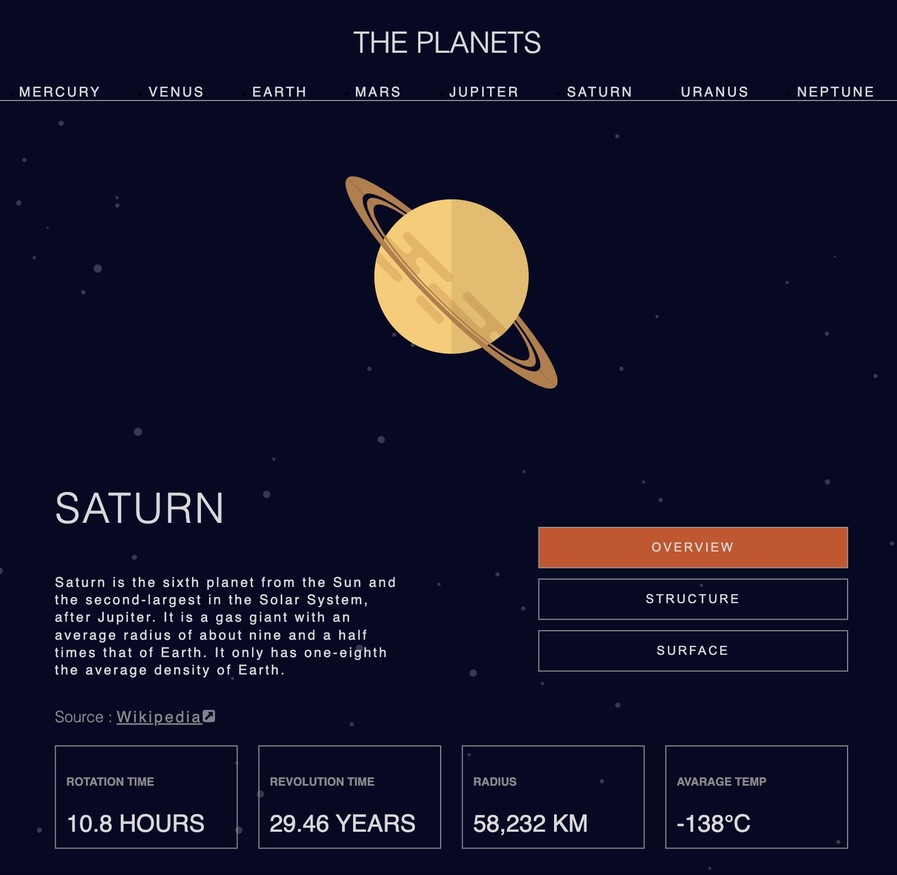 THE PLANETS
MERCURY VENUS EARTH MARS JUPITER SATURN URANUS NEPTUNE
SATURN
Saturn is the sixth planet from the Sun and
the second-largest in the Solar System,
after Jupiter. It is a gas giant with an
average radius of about nine and a half
times that of Earth. It only has one-eighth
the average density of Earth.
Source : Wikipedia
OVERVIEW
STRUCTURE
SURFACE
ROTATION TIME
10.8 HOURS
REVOLUTION TIME
29.46 YEARS
RADIUS
58,232 KM
AVARAGE TEMP
-138°C